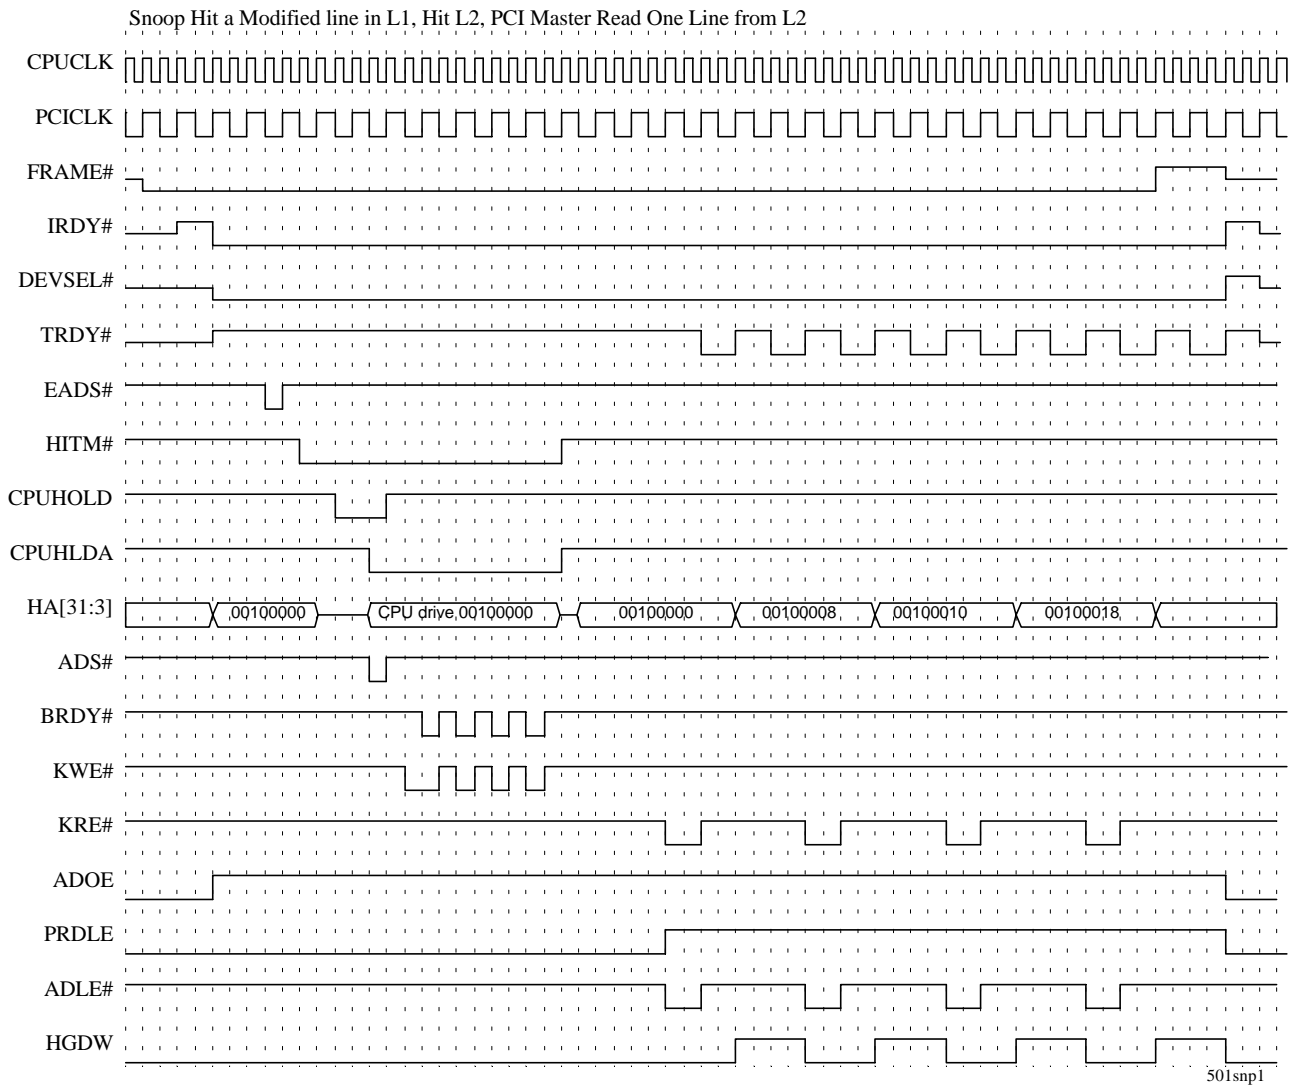 Snoop Hit a Modified line in L1, Hit L2, PCI Master Read One Line from L2
CPUCLK
PCICLK
FRAME#
IRDY#
DEVSEL#
TRDY#
EADS#
HITM#
CPUHOLD
CPUHLDA
HA[31:3] 00100000 CPU drive 00100000 00100000 00100008 00100010 00100018
ADS#
BRDY#
KWE#
KRE#
ADOE
PRDLE
ADLE#
HGDW
501snp1